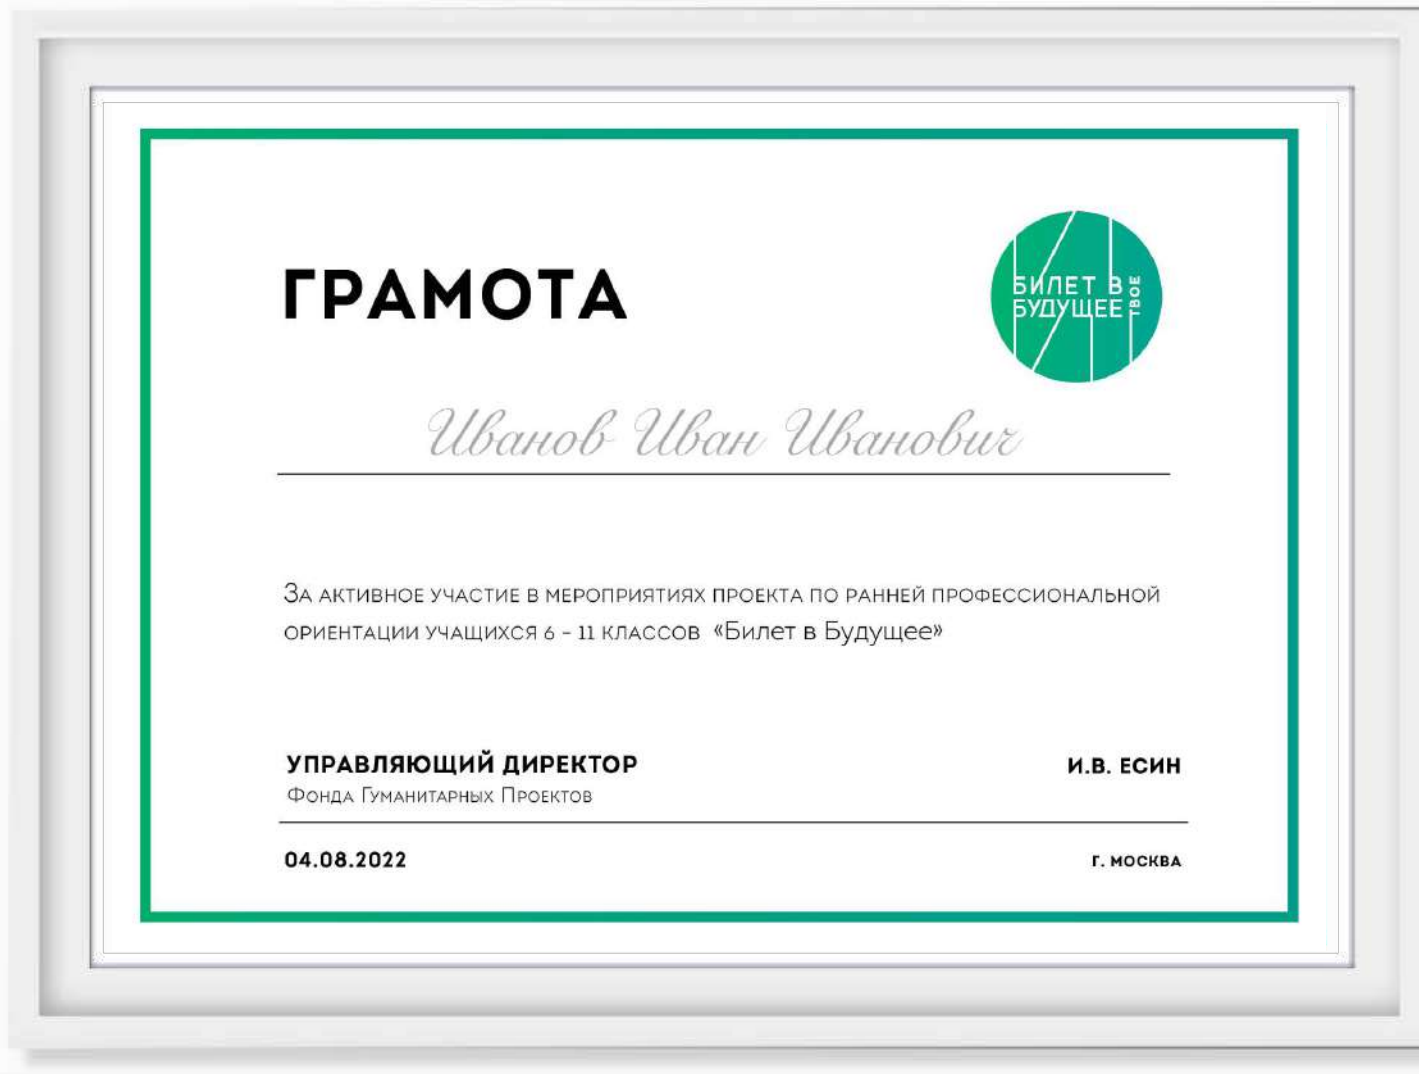 ГРАМОТА
БИЛЕТ В
БУДУЩЕЕ
ТВОЕ
Иванов Иван Иванович
За активное участие в мероприятиях проекта по ранней профессиональной
ориентации учащихся 6 - 11 классов «Билет в Будущее»
УПРАВЛЯЮЩИЙ ДИРЕКТОР
И.В. ЕСИН
Фонда Гуманитарных Проектов
04.08.2022
Г. МОСКВА